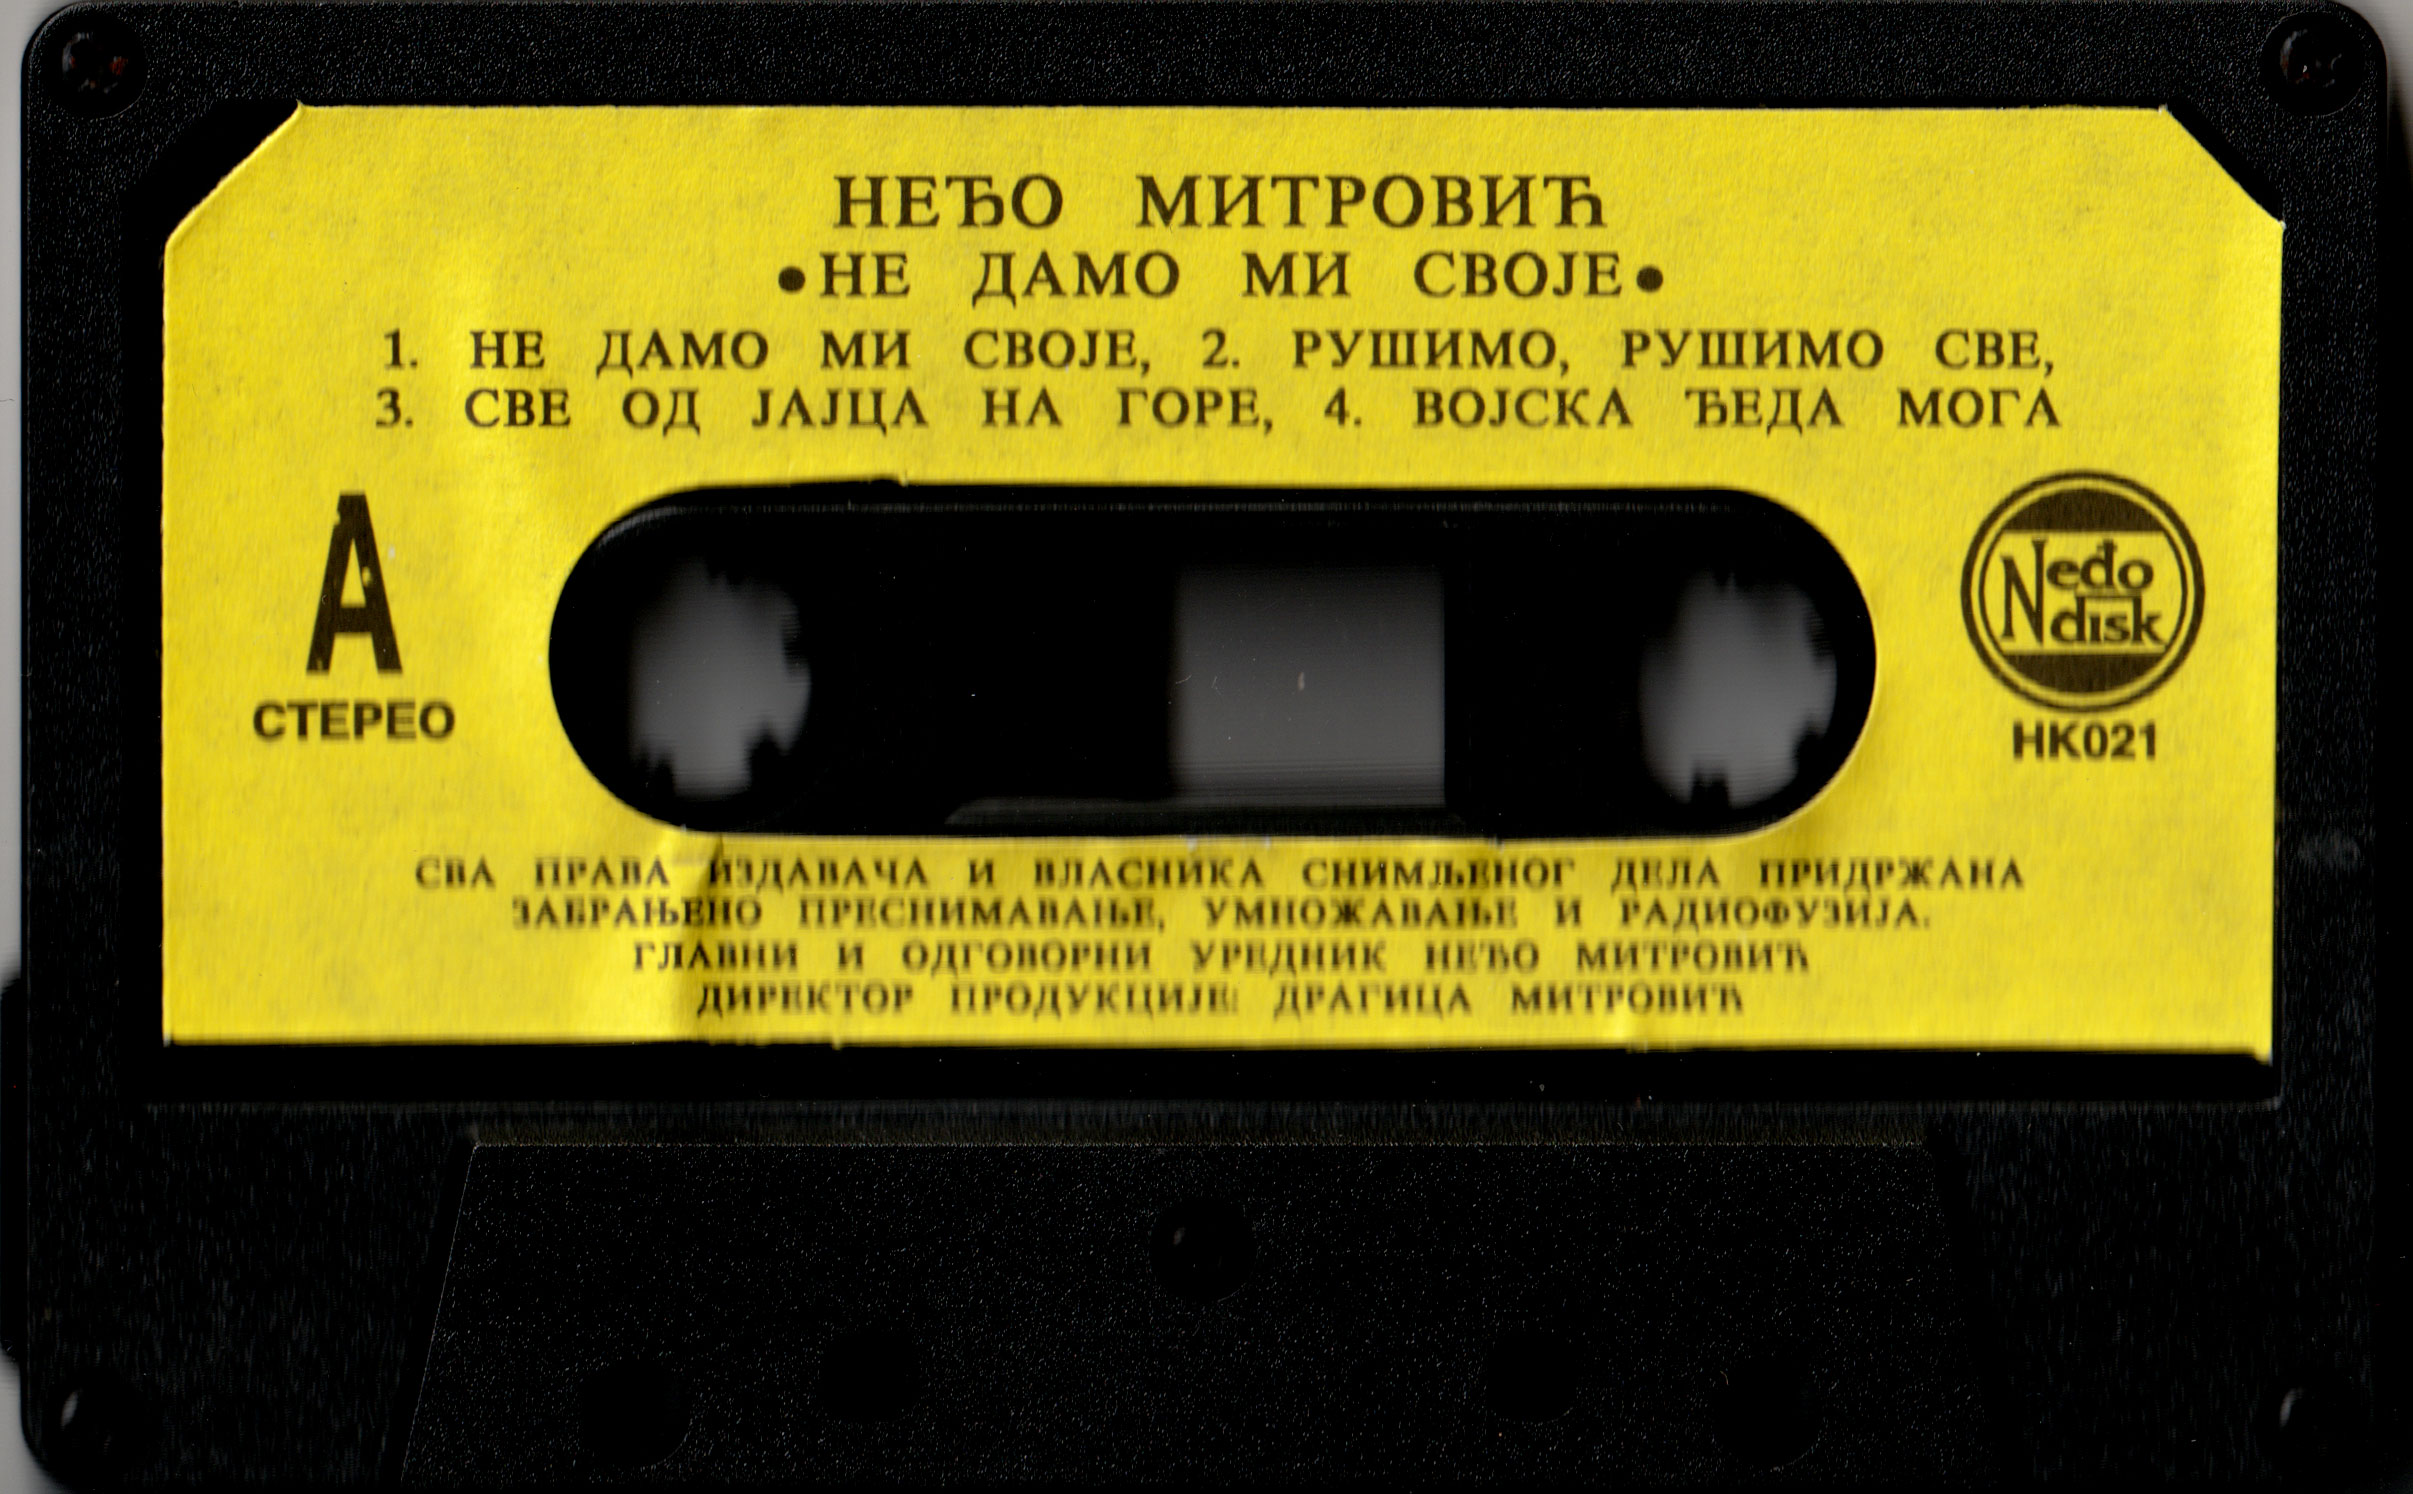 НЕЂО МИТРОВИЋ
•НЕ ДАМО МИ СВОЈЕ•
1. НЕ ДАМО МИ СВОЈЕ, 2. РУШИМО, РУШИМО СВЕ,
3. СВЕ ОД ЈАЈЦА НА ГОРЕ, 4. ВОЈСКА ЂЕДА МОГА
A
СТЕРЕО
Neđo
disk
НК021
СВА ПРАВА ИЗДАВАЧА И ВЛАСНИКА СНИМЉЕНОГ ДЕЛА ПРИДРЖАНА
ЗАБРАЊЕНО ПРЕСНИМАВАЊЕ, УМНОЖАВАЊЕ И РАДИОФУЗИЈА.
ГЛАВНИ И ОДГОВОРНИ УРЕДНИК НЕЂО МИТРОВИЋ
ДИРЕКТОР ПРОДУКЦИЈЕ: ДРАГИЦА МИТРОВИЋ